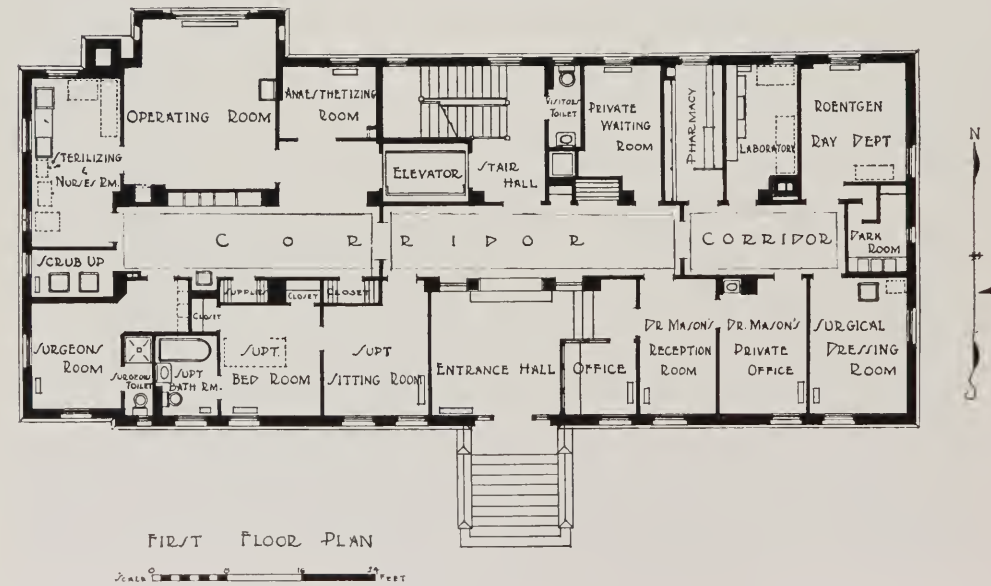 OPERATING ROOM
ANAESTHETIZING
ROOM
VISITORS
TOILET
PRIVATE
WAITING
ROOM
PHARMACY
LABORATORY
ROENTGEN
RAY DEPT
STERILIZING
&
NURSES RM.
ELEVATOR
STAIR
HALL
N
CORRIDOR
CORRIDOR
DARK
ROOM
SCRUB UP
SUPPLIES
CLOSET
CLOSET
CLOSET
SURGEONS
ROOM
SURGEONS
TOILET
SUPT
BATH RM.
SUPT.
BED ROOM
SUPT
SITTING ROOM
ENTRANCE HALL
OFFICE
DR. MASON'S
RECEPTION
ROOM
DR. MASON'S
PRIVATE
OFFICE
SURGICAL
DRESSING
ROOM
FIRST FLOOR PLAN
SCALE 0 8 16 24 FEET